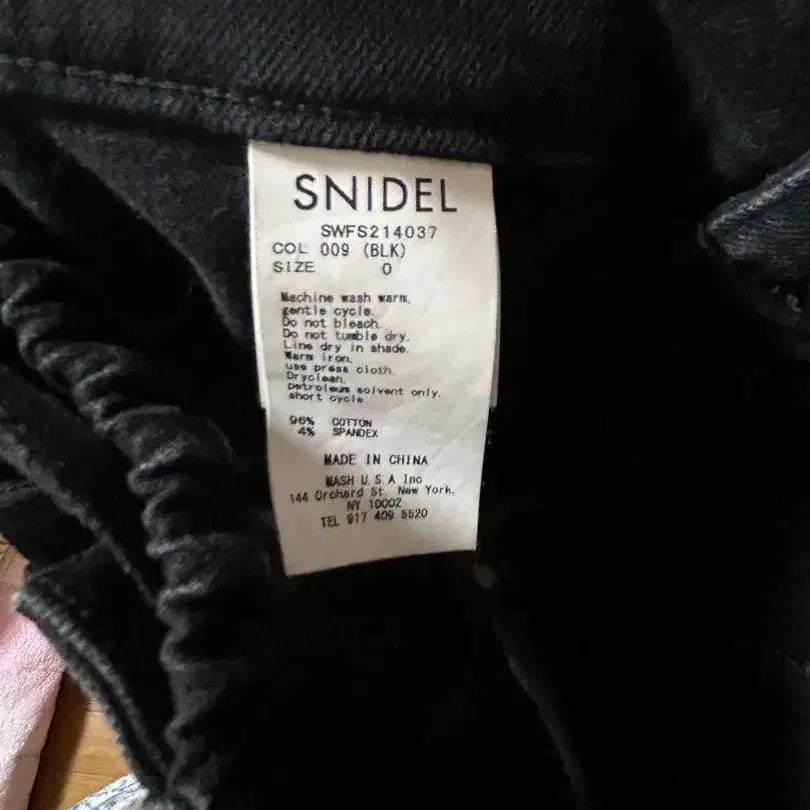 SNIDEL
SWFS214037
COL 009 (BLK)
SIZE 0
Machine wash warm,
gentle cycle.
Do not bleach.
Do not tumble dry.
Line dry in shade.
Warm iron,
use press cloth.
Dryclean,
petroleum solvent only,
short cycle.
96% COTTON
4% SPANDEX
MADE IN CHINA
MASH U.S.A Inc
144 Orchard St. New York,
NY 10002
TEL 917 409 5520